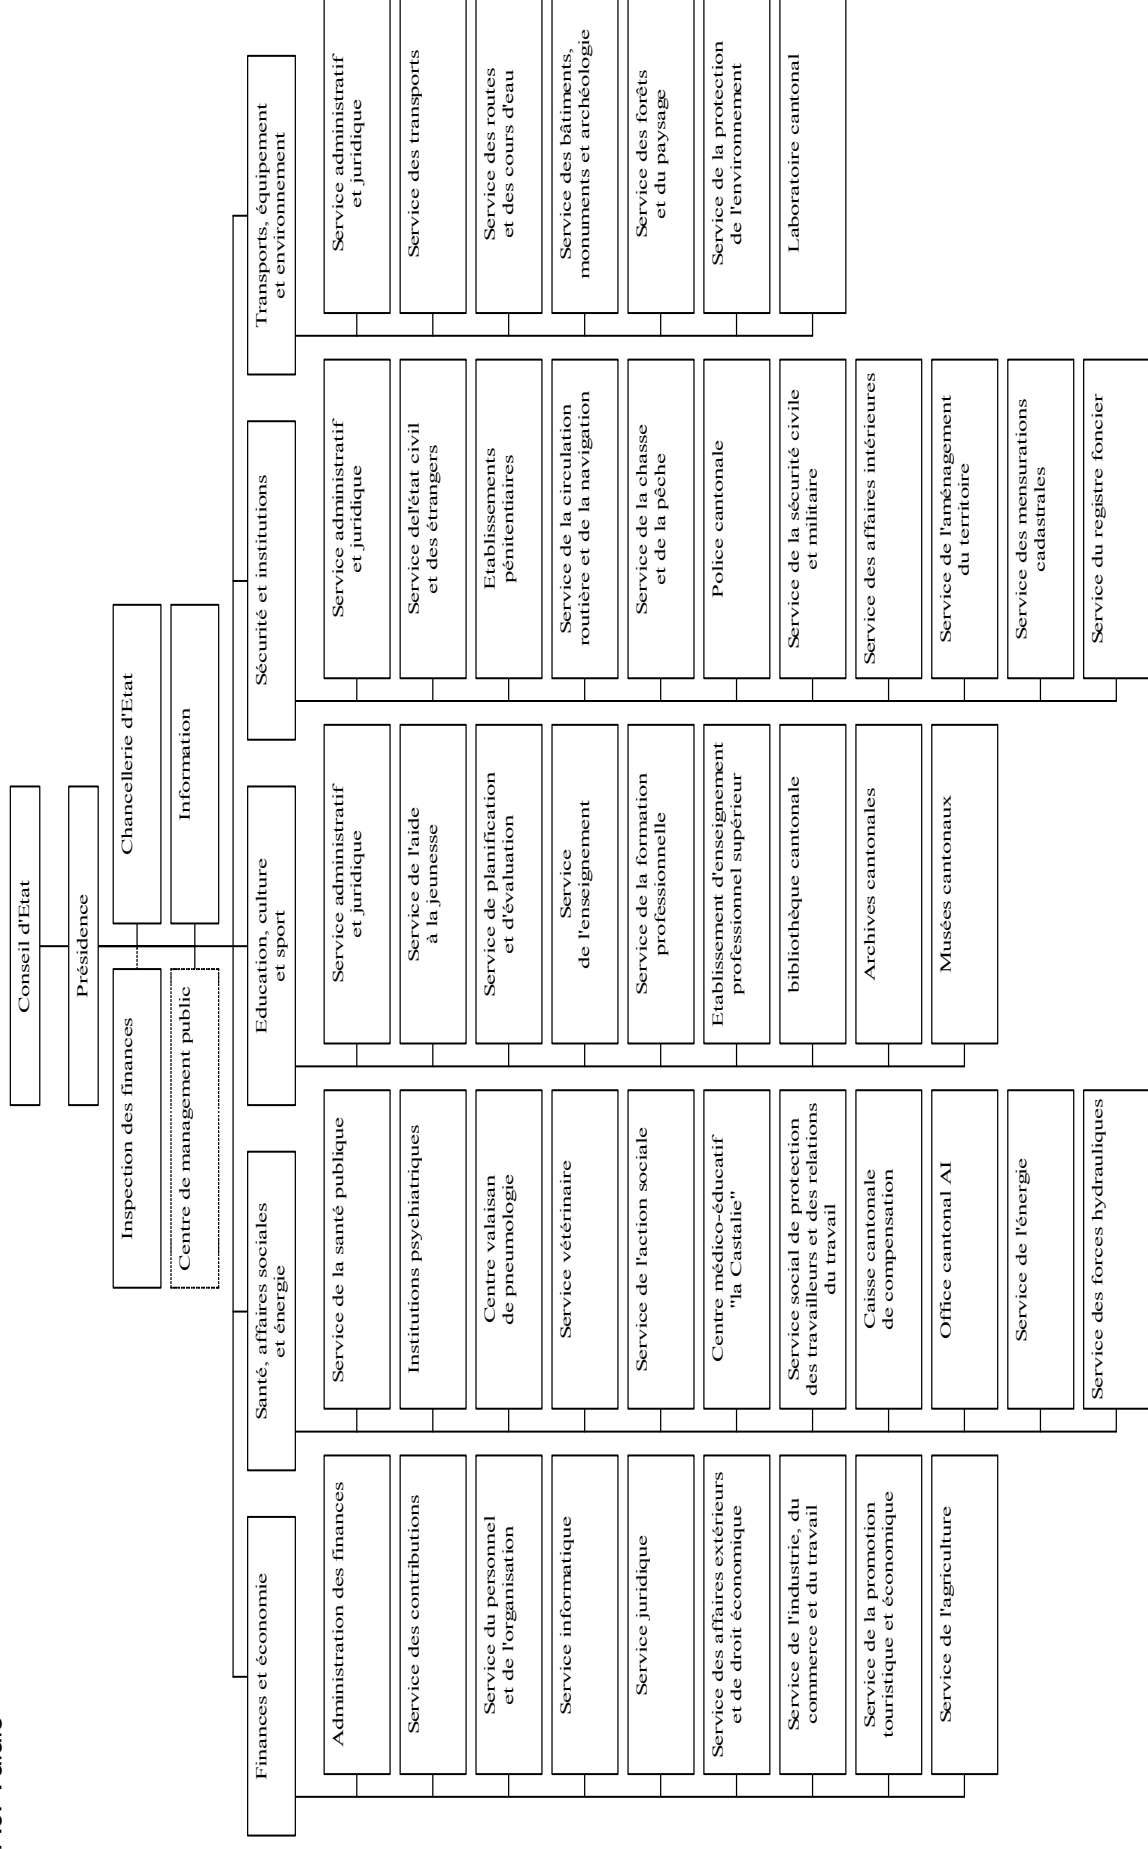 Conseil d'Etat
Présidence
Inspection des finances
Chancellerie d'Etat
Centre de management public
Information
Finances et économie
Administration des finances
Service des contributions
Service du personnel
et de l'organisation
Service informatique
Service juridique
Service des affaires extérieurs
et de droit économique
Service de l'industrie, du
commerce et du travail
Service de la promotion
touristique et économique
Service de l'agriculture
Santé, affaires sociales
et énergie
Service de la santé publique
Institutions psychiatriques
Centre valaisan
de pneumologie
Service vétérinaire
Service de l'action sociale
Centre médico-éducatif
"la Castalie"
Service social de protection
des travailleurs et des relations
du travail
Caisse cantonale
de compensation
Office cantonal AI
Service de l'énergie
Service des forces hydrauliques
Education, culture
et sport
Service administratif
et juridique
Service de l'aide
à la jeunesse
Service de planification
et d'évaluation
Service
de l'enseignement
Service de la formation
professionnelle
Etablissement d'enseignement
professionnel supérieur
bibliothèque cantonale
Archives cantonales
Musées cantonaux
Sécurité et institutions
Service administratif
et juridique
Service del'état civil
et des étrangers
Etablissements
pénitentiaires
Service de la circulation
routière et de la navigation
Service de la chasse
et de la pêche
Police cantonale
Service de la sécurité civile
et militaire
Service des affaires intérieures
Service de l'aménagement
du territoire
Service des mensurations
cadastrales
Service du registre foncier
Transports, équipement
et environnement
Service administratif
et juridique
Service des transports
Service des routes
et des cours d'eau
Service des bâtiments,
monuments et archéologie
Service des forêts
et du paysage
Service de la protection
de l'environnement
Laboratoire cantonal